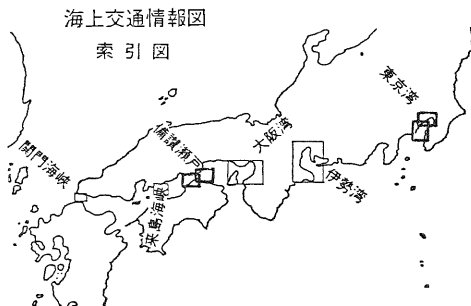 海上交通情報図
索引図
東京湾
大阪湾
備讃瀬戸
関門海峡
来島海峡
伊勢湾